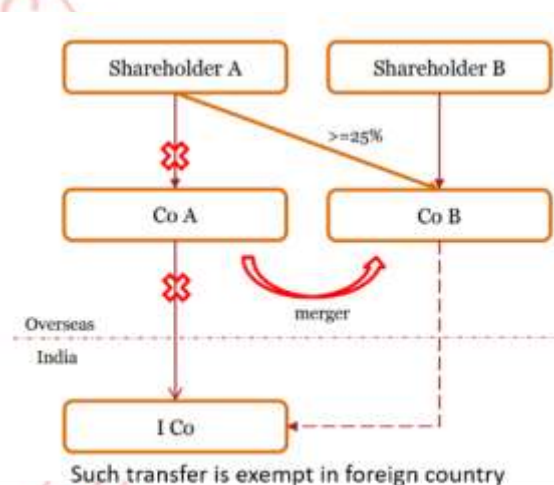 Shareholder A
Shareholder B
>=25%
Co A
Co B
merger
Overseas
India
I Co
Such transfer is exempt in foreign country